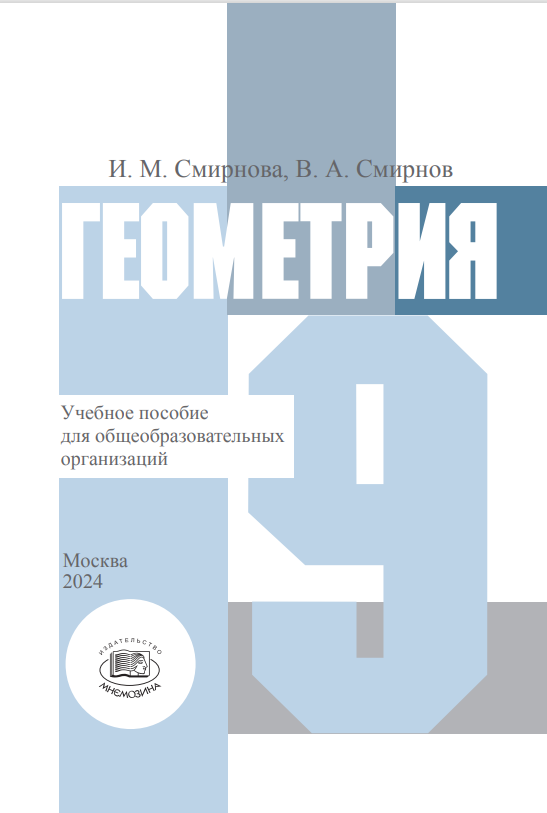 И. М. Смирнова, В. А. Смирнов
ГЕОМЕТРИЯ
9
Учебное пособие
для общеобразовательных
организаций
Москва
2024
ИЗДАТЕЛЬСТВО
МНЕМОЗИНА